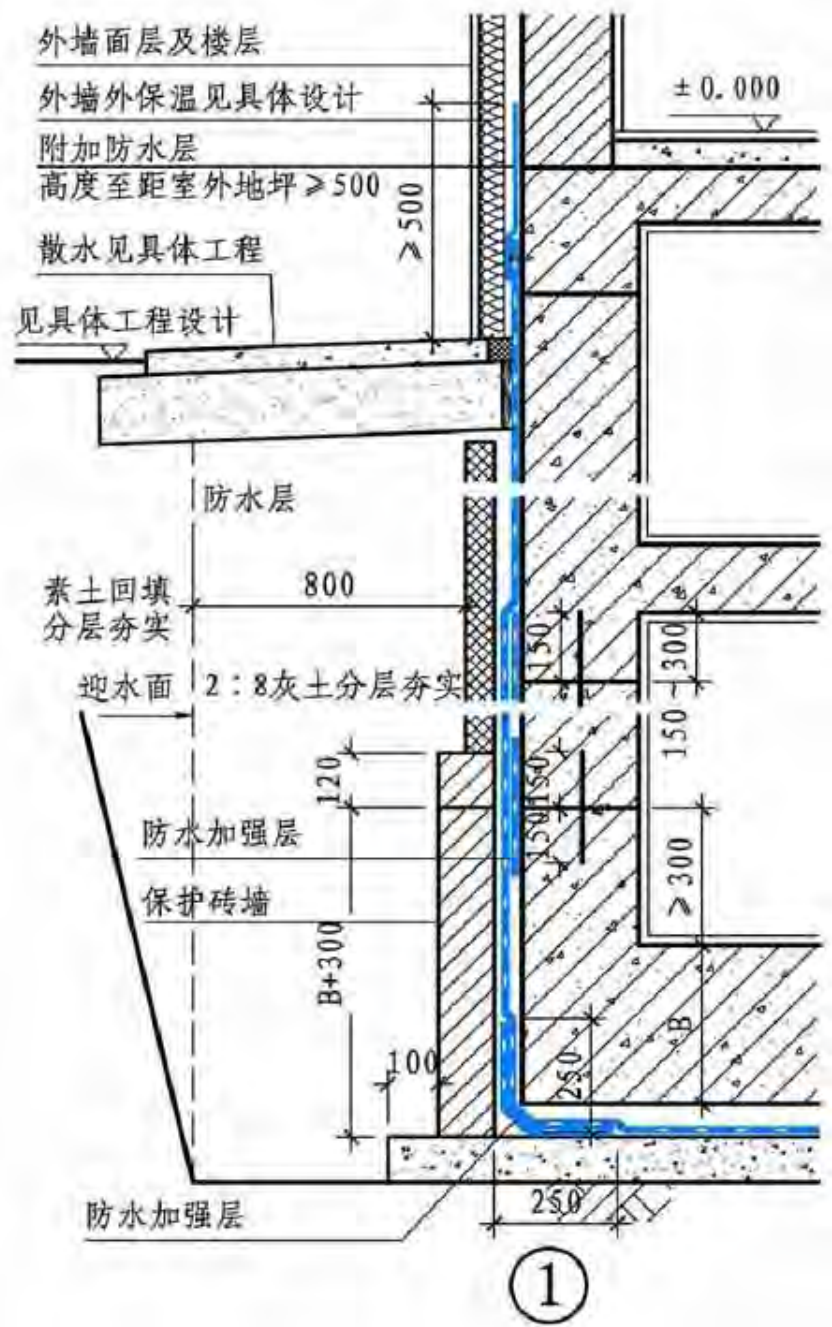 外墙面层及楼层
外墙外保温见具体设计
± 0.000
附加防水层
高度至距室外地坪≥500
≥500
散水见具体工程
见具体工程设计
防水层
素土回填
分层夯实
800
150
300
迎水面
2:8灰土分层夯实
150~
120
150
150
防水加强层
≥300
保护砖墙
B+300
B
100
250
250
防水加强层
1